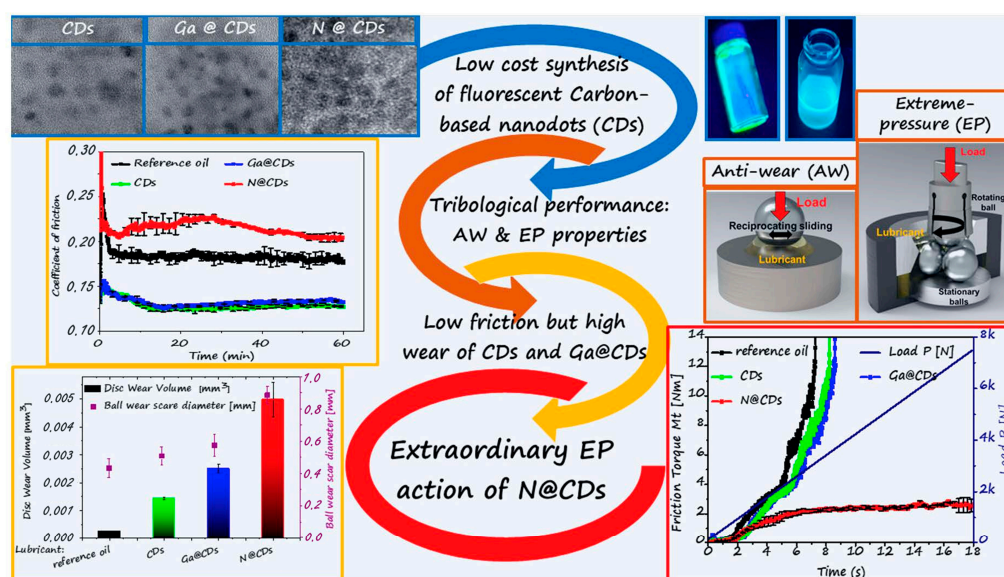 CDs
Ga @ CDs
N @ CDs
Low cost synthesis
of fluorescent Carbon-
based nanodots (CDs)
Extreme-
pressure (EP)
Load
Rotating
ball
Lubricant
Stationary
balls
Anti-wear (AW)
Load
Reciprocating sliding
Lubricant
0,30
0,25
0,20
0,15
0,10
Coefficient of friction
Reference oil
Ga@CDs
CDs
N@CDs
0
20
40
60
Time (min)
Tribological performance:
AW & EP properties
Low friction but high
wear of CDs and Ga@CDs
Extraordinary EP
action of N@CDs
Disc Wear Volume [mm³]
Ball wear scare diameter [mm]
0,005
0,004
0,003
0,002
0,001
0,000
Disc Wear Volume [mm³]
1,0
0,8
0,6
0,4
0,2
0,0
Ball wear scar diameter [mm]
Lubricant:
reference oil
CDs
Ga@CDs
N@CDs
14
12
10
8
6
4
2
0
Friction Torque Mt [Nm]
reference oil
Load P [N]
CDs
Ga@CDs
N@CDs
8k
6k
4k
2k
0
Load P [N]
0
2
4
6
8
10
12
14
16
18
Time (s)